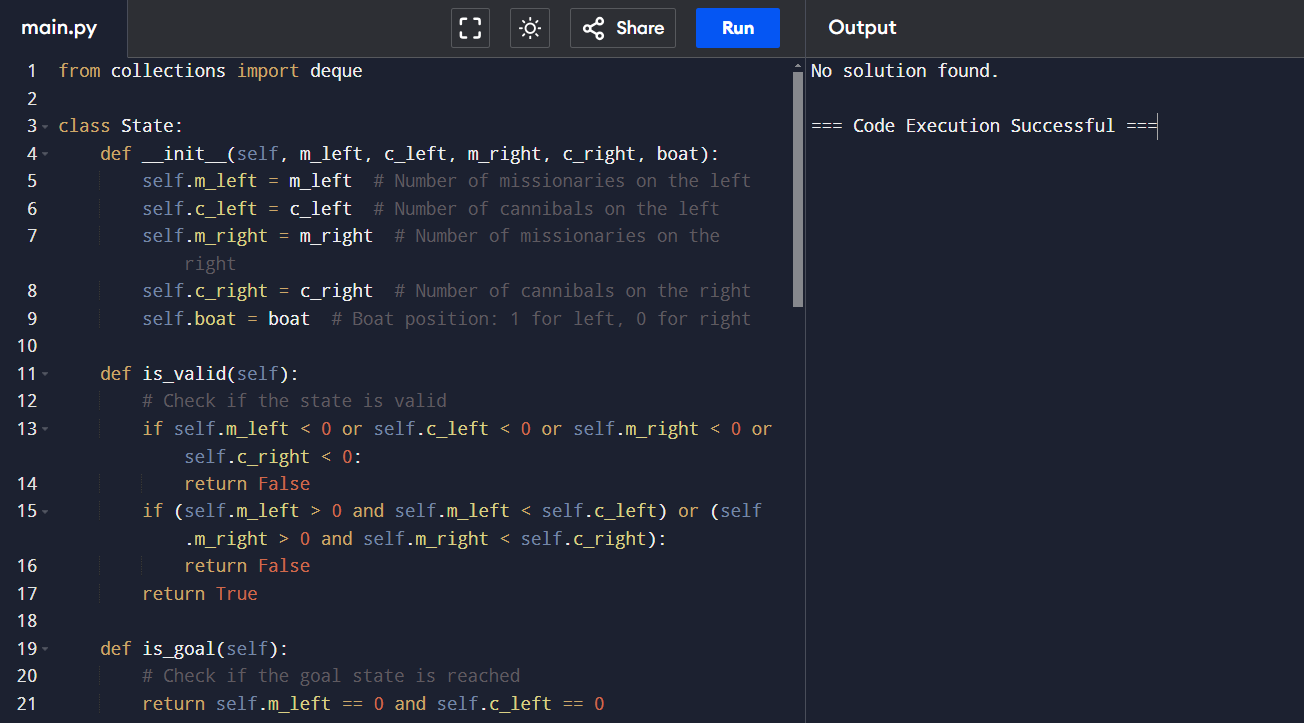 main.py
Share
Run
Output
1 from collections import deque
2
3 class State:
4     def __init__(self, m_left, c_left, m_right, c_right, boat):
5         self.m_left = m_left  # Number of missionaries on the left
6         self.c_left = c_left  # Number of cannibals on the left
7         self.m_right = m_right  # Number of missionaries on the
            right
8         self.c_right = c_right  # Number of cannibals on the right
9         self.boat = boat  # Boat position: 1 for left, 0 for right
10
11     def is_valid(self):
12         # Check if the state is valid
13         if self.m_left < 0 or self.c_left < 0 or self.m_right < 0 or
            self.c_right < 0:
14             return False
15         if (self.m_left > 0 and self.m_left < self.c_left) or (self
            .m_right > 0 and self.m_right < self.c_right):
16             return False
17         return True
18
19     def is_goal(self):
20         # Check if the goal state is reached
21         return self.m_left == 0 and self.c_left == 0
No solution found.
=== Code Execution Successful ===